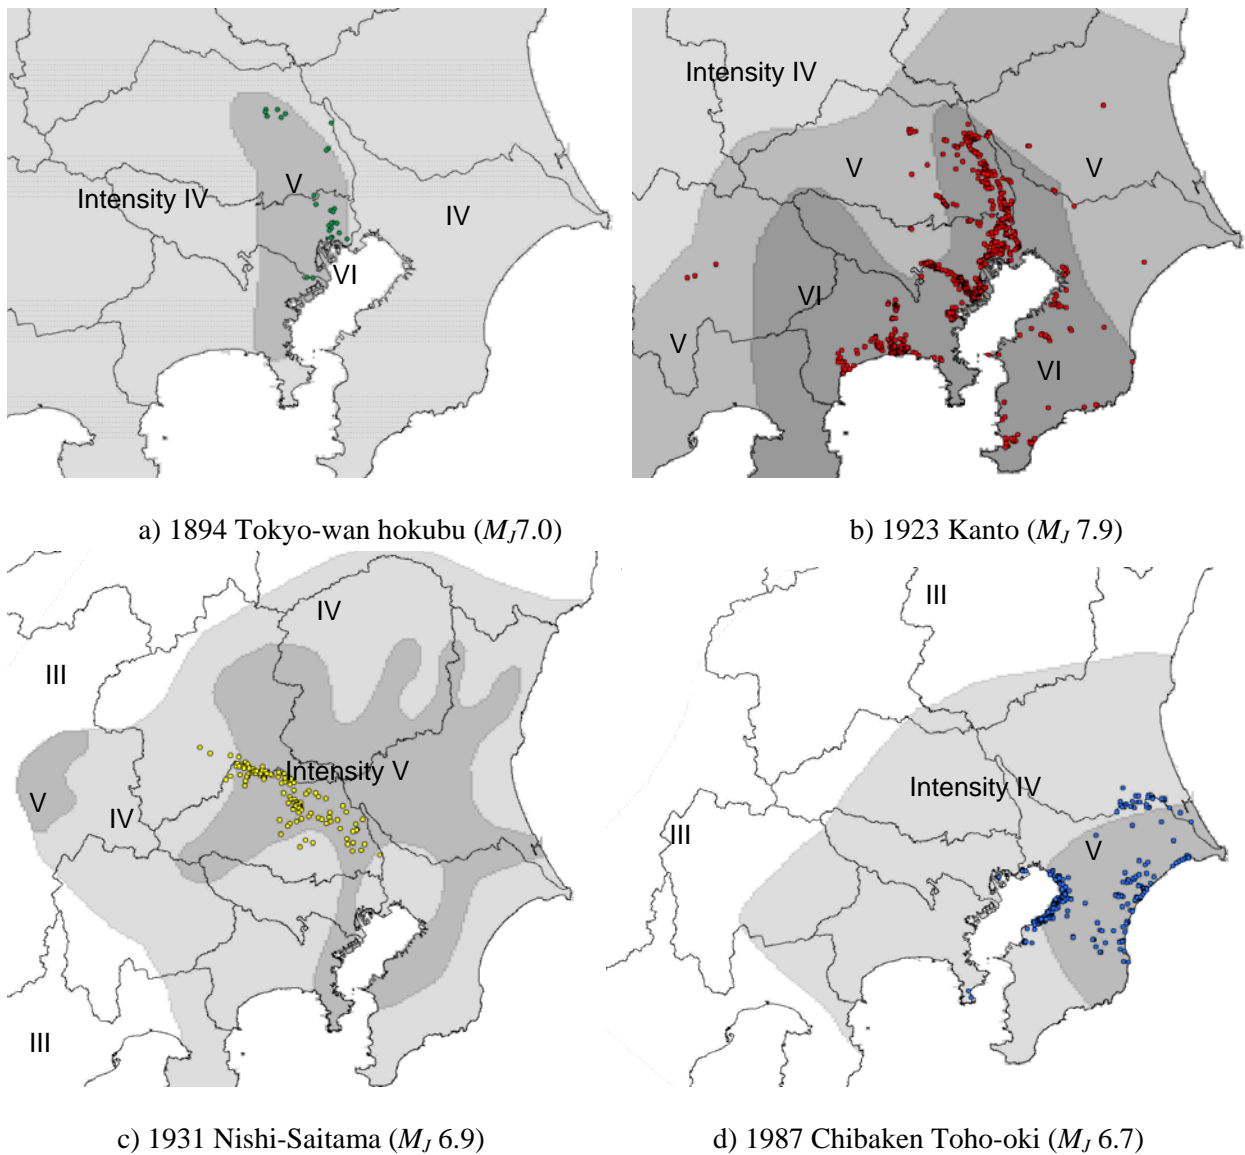 Intensity IV
V
IV
VI
Intensity IV
V
V
VI
V
VI
a) 1894 Tokyo-wan hokubu (MJ7.0)
b) 1923 Kanto (MJ 7.9)
IV
III
Intensity V
V
IV
III
III
Intensity IV
III
V
c) 1931 Nishi-Saitama (MJ 6.9)
d) 1987 Chibaken Toho-oki (MJ 6.7)